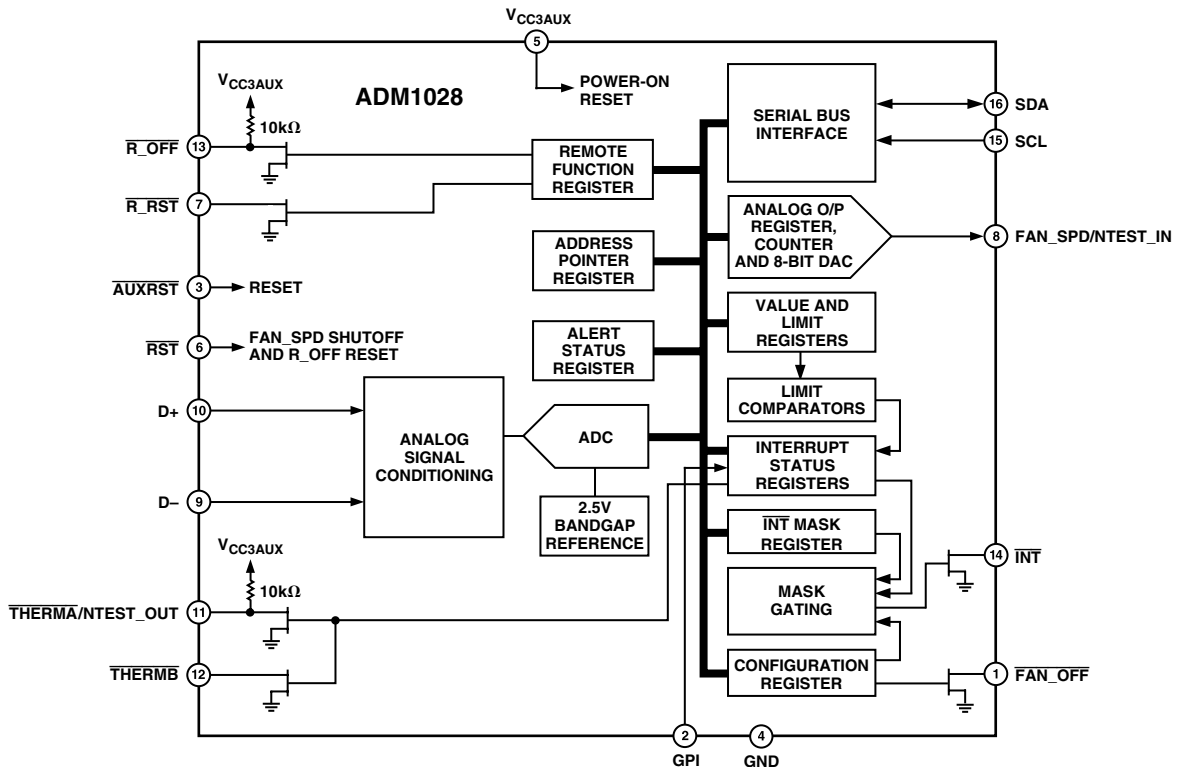 VCC3AUX
5
VCC3AUX
ADM1028
POWER-ON
RESET
10kΩ
R_OFF
13
REMOTE
FUNCTION
REGISTER
R_RST
7
ADDRESS
POINTER
REGISTER
AUXRST
3
RESET
RST
6
FAN_SPD SHUTOFF
AND R_OFF RESET
ALERT
STATUS
REGISTER
D+
10
ANALOG
SIGNAL
CONDITIONING
ADC
D–
9
2.5V
BANDGAP
REFERENCE
VCC3AUX
10kΩ
THERMA/NTEST_OUT
11
THERMB
12
SERIAL BUS
INTERFACE
16
SDA
15
SCL
ANALOG O/P
REGISTER,
COUNTER
AND 8-BIT DAC
8
FAN_SPD/NTEST_IN
VALUE AND
LIMIT
REGISTERS
LIMIT
COMPARATORS
INTERRUPT
STATUS
REGISTERS
INT MASK
REGISTER
MASK
GATING
14
INT
CONFIGURATION
REGISTER
1
FAN_OFF
2
GPI
4
GND